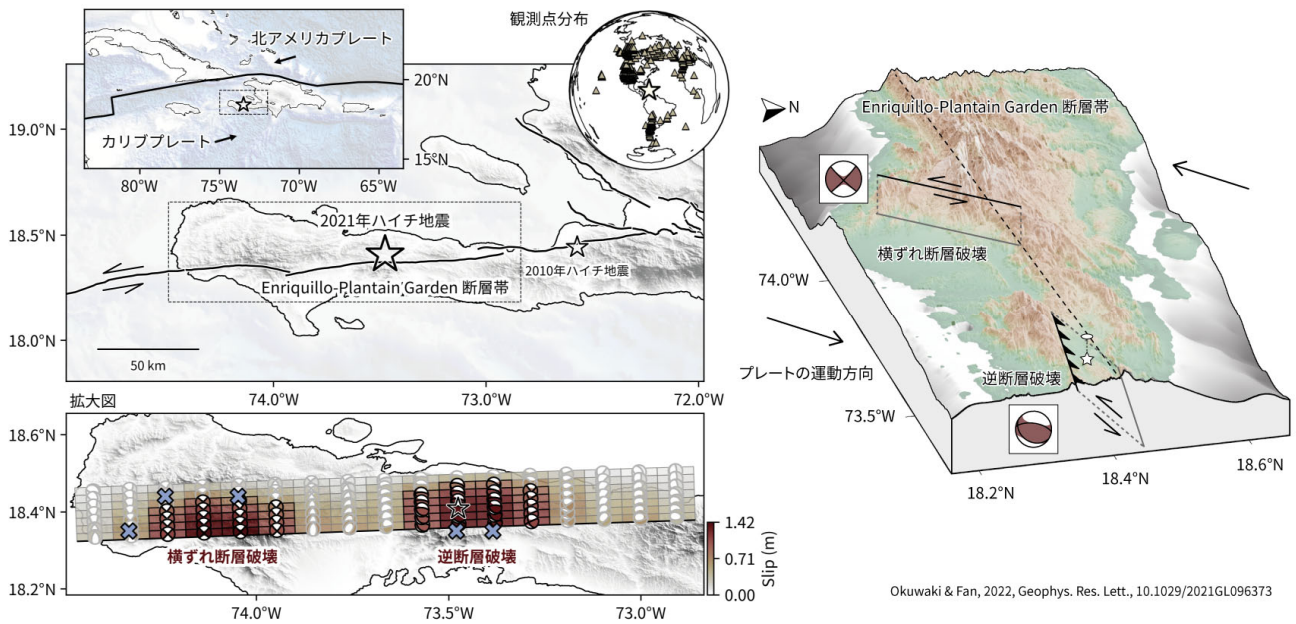 北アメリカプレート
カリブプレート
20°N
15°N
80°W
75°W
70°W
65°W
観測点分布
19.0°N
18.5°N
18.0°N
2021年ハイチ地震
2010年ハイチ地震
Enriquillo-Plantain Garden 断層帯
50 km
74.0°W
73.0°W
72.0°W
拡大図
18.6°N
18.4°N
18.2°N
横ずれ断層破壊
逆断層破壊
74.0°W
73.5°W
73.0°W
1.42
0.71
0.00
Slip (m)
N
Enriquillo-Plantain Garden 断層帯
横ずれ断層破壊
74.0°W
プレートの運動方向
逆断層破壊
73.5°W
18.2°N
18.4°N
18.6°N
Okuwaki & Fan, 2022, Geophys. Res. Lett., 10.1029/2021GL096373